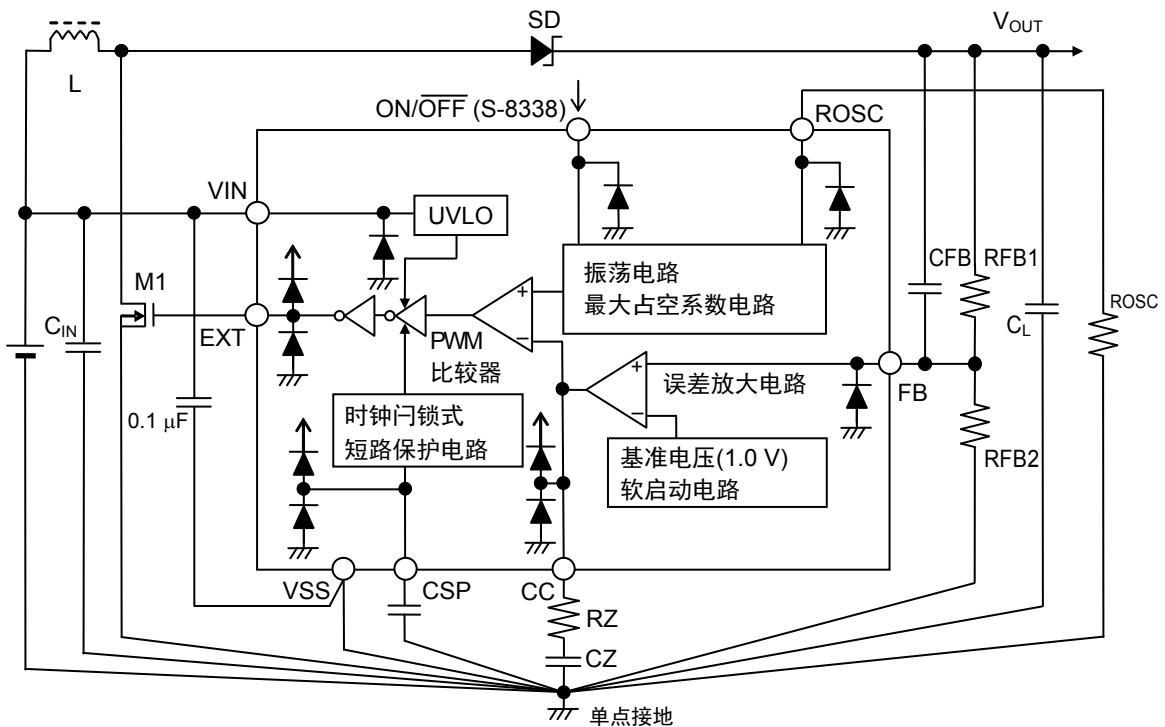 SD
VOUT
L
ON/OFF (S-8338)
ROSC
VIN
UVLO
M1
CIN
EXT
振荡电路
最大占空系数电路
CFB
RFB1
ROSC
CL
PWM
比较器
误差放大电路
FB
0.1 μF
时钟闩锁式
短路保护电路
基准电压(1.0 V)
软启动电路
RFB2
VSS
CSP
CC
RZ
CZ
单点接地